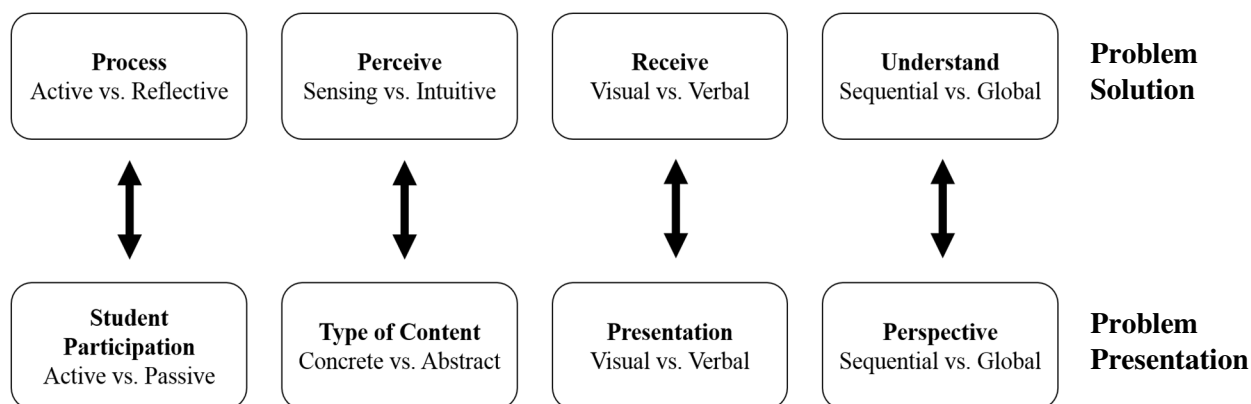 Process
Active vs. Reflective
Perceive
Sensing vs. Intuitive
Receive
Visual vs. Verbal
Understand
Sequential vs. Global
Problem
Solution
Student
Participation
Active vs. Passive
Type of Content
Concrete vs. Abstract
Presentation
Visual vs. Verbal
Perspective
Sequential vs. Global
Problem
Presentation